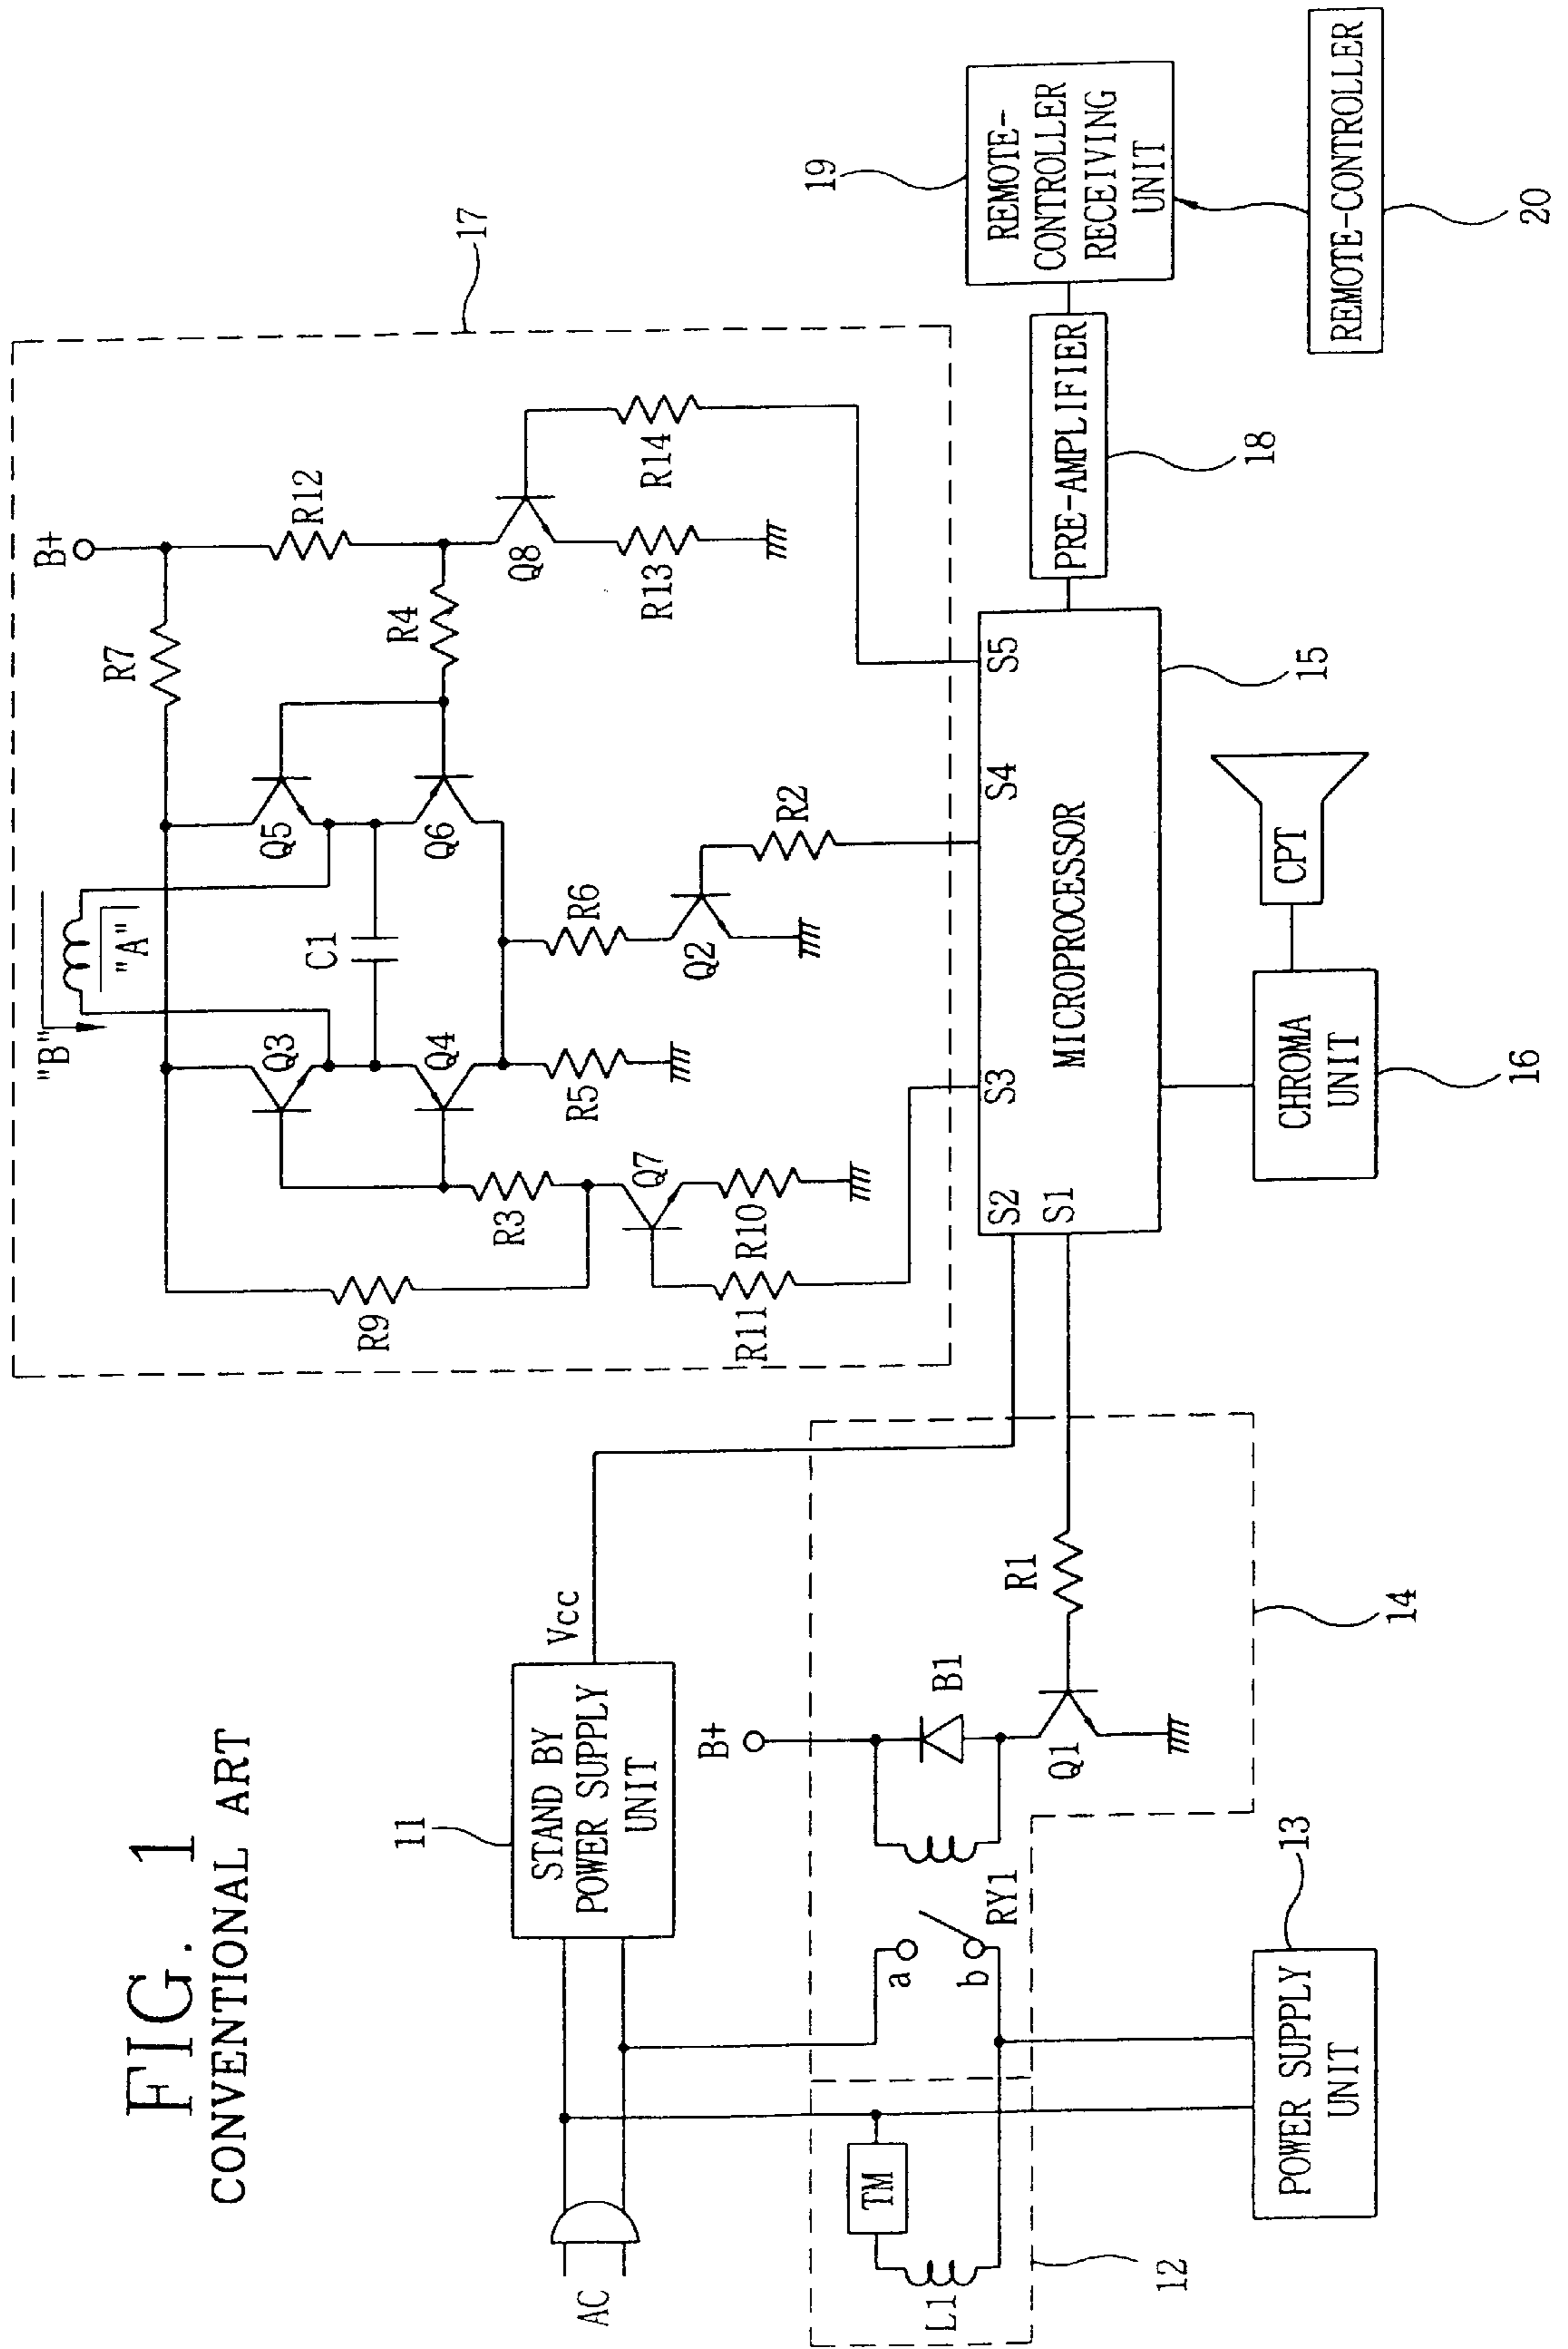 FIG. 1
CONVENTIONAL ART
AC
11
STAND BY
POWER SUPPLY
UNIT
Vcc
B+
B1
R1
Q1
RY1
a
b
TM
L1
12
13
POWER SUPPLY
UNIT
14
17
B+
"B"
"A"
R7
R12
Q3
Q5
R9
C1
Q4
Q6
R4
R3
R5
R6
Q8
Q7
Q2
R2
R13
R14
R11
R10
S2
S1
S3
S4
S5
MICROPROCESSOR
15
CHROMA
UNIT
16
CPT
PRE-AMPLIFIER
18
19
REMOTE-
CONTROLLER
RECEIVING
UNIT
REMOTE-CONTROLLER
20